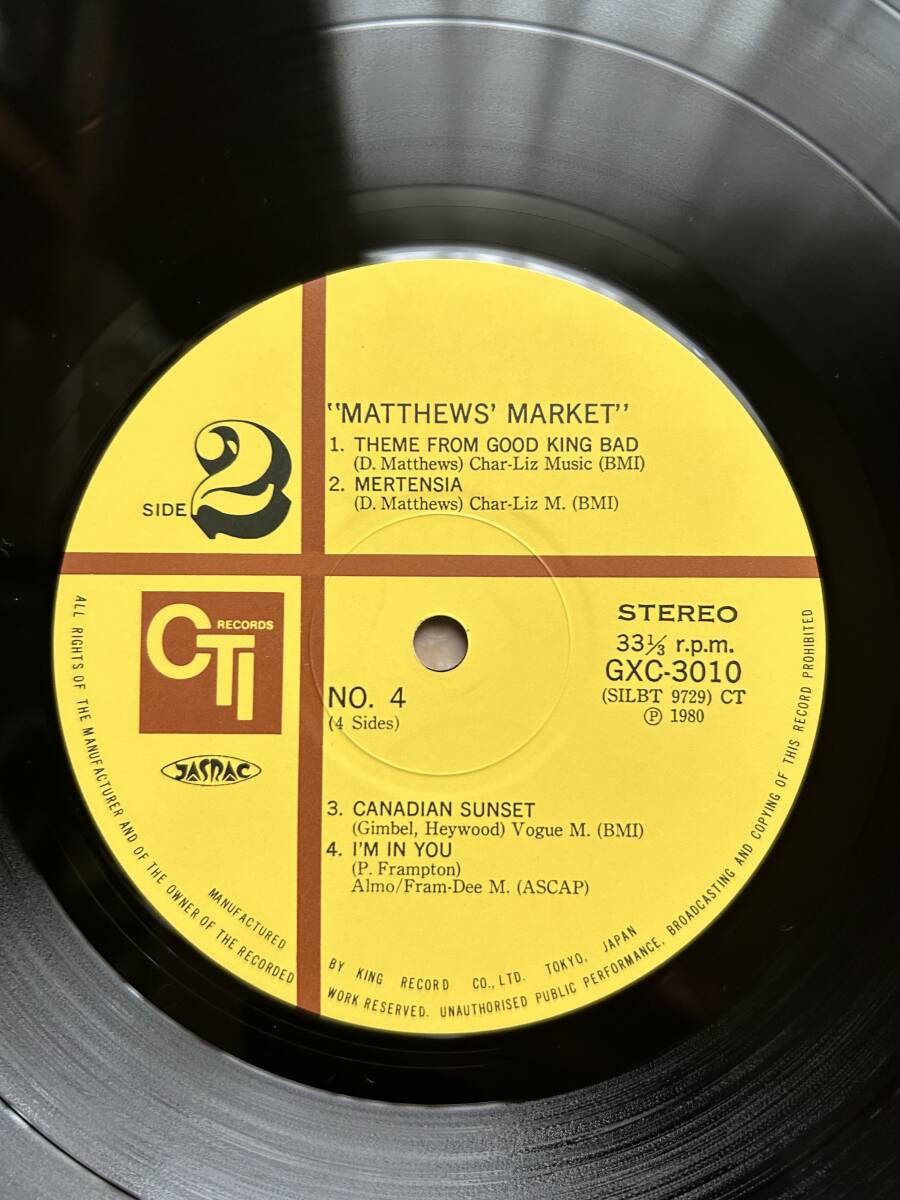 "MATTHEWS' MARKET"
1. THEME FROM GOOD KING BAD
(D. Matthews) Char-Liz Music (BMI)
2. MERTENSIA
(D. Matthews) Char-Liz M. (BMI)
SIDE 2
CTI RECORDS
JASRAC
NO. 4
(4 Sides)
STEREO
33⅓ r.p.m.
GXC-3010
(SILBT 9729) CT
Ⓟ 1980
3. CANADIAN SUNSET
(Gimbel, Heywood) Vogue M. (BMI)
4. I'M IN YOU
(P. Frampton)
Almo/Fram-Dee M. (ASCAP)
MANUFACTURED BY KING RECORD CO., LTD. TOKYO, JAPAN
ALL RIGHTS OF THE MANUFACTURER AND OF THE OWNER OF THE RECORDED WORK RESERVED. UNAUTHORISED PUBLIC PERFORMANCE, BROADCASTING AND COPYING OF THIS RECORD PROHIBITED